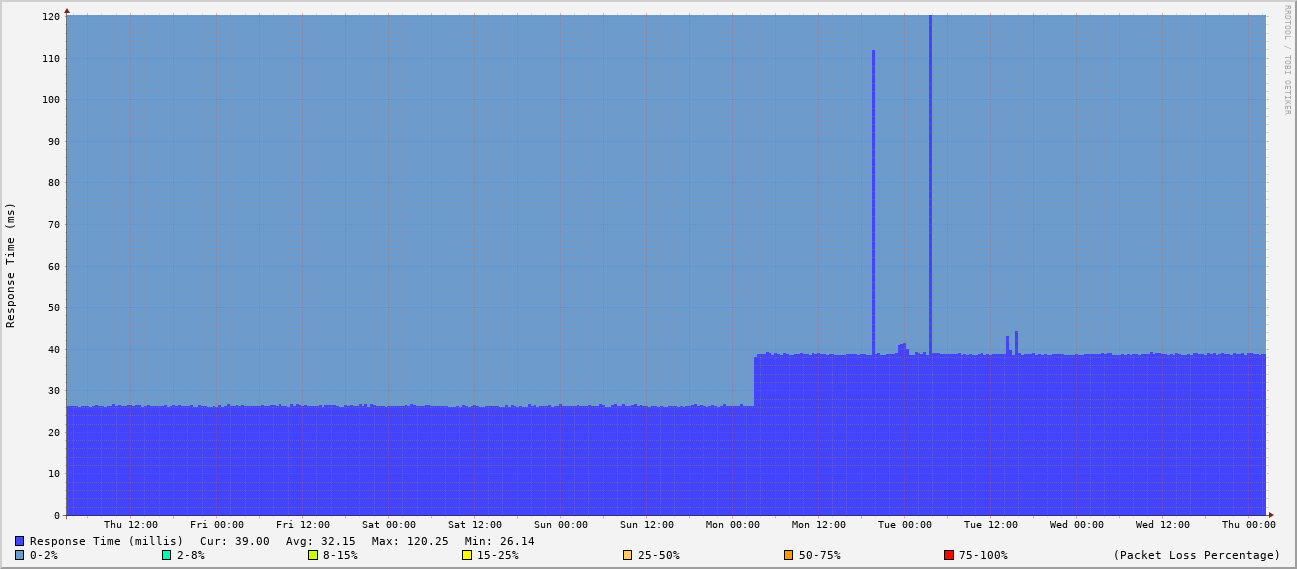 RRDTOOL / TOBI OETIKER
Response Time (ms)
120
110
100
90
80
70
60
50
40
30
20
10
0
Thu 12:00 Fri 00:00 Fri 12:00 Sat 00:00 Sat 12:00 Sun 00:00 Sun 12:00 Mon 00:00 Mon 12:00 Tue 00:00 Tue 12:00 Wed 00:00 Wed 12:00 Thu 00:00
Response Time (millis) Cur: 39.00 Avg: 32.15 Max: 120.25 Min: 26.14
0-2% 2-8% 8-15% 15-25% 25-50% 50-75% 75-100% (Packet Loss Percentage)